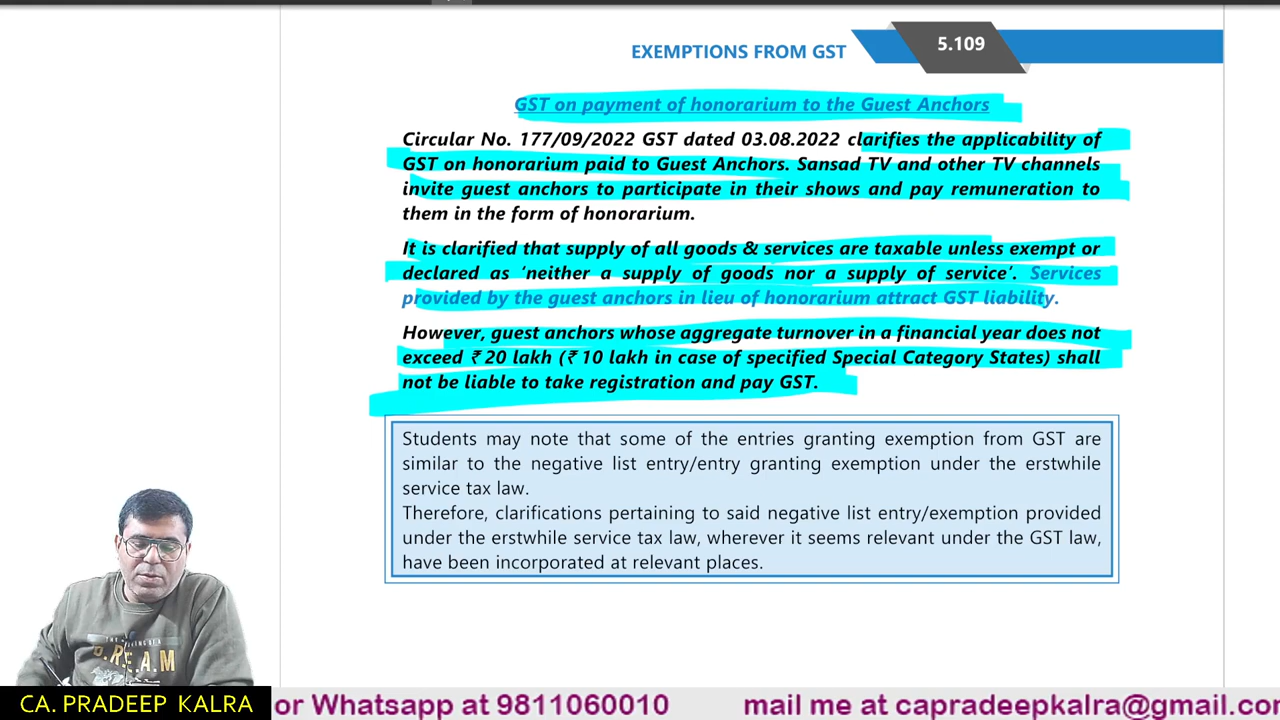 EXEMPTIONS FROM GST
5.109
GST on payment of honorarium to the Guest Anchors
Circular No. 177/09/2022 GST dated 03.08.2022 clarifies the applicability of
GST on honorarium paid to Guest Anchors. Sansad TV and other TV channels
invite guest anchors to participate in their shows and pay remuneration to
them in the form of honorarium.
It is clarified that supply of all goods & services are taxable unless exempt or
declared as ‘neither a supply of goods nor a supply of service’. Services
provided by the guest anchors in lieu of honorarium attract GST liability.
However, guest anchors whose aggregate turnover in a financial year does not
exceed ₹ 20 lakh (₹ 10 lakh in case of specified Special Category States) shall
not be liable to take registration and pay GST.
Students may note that some of the entries granting exemption from GST are
similar to the negative list entry/entry granting exemption under the erstwhile
service tax law.
Therefore, clarifications pertaining to said negative list entry/exemption provided
under the erstwhile service tax law, wherever it seems relevant under the GST law,
have been incorporated at relevant places.
D.R.E.A.M
CA. PRADEEP KALRA
or Whatsapp at 9811060010 mail me at capradeepkalra@gmail.co